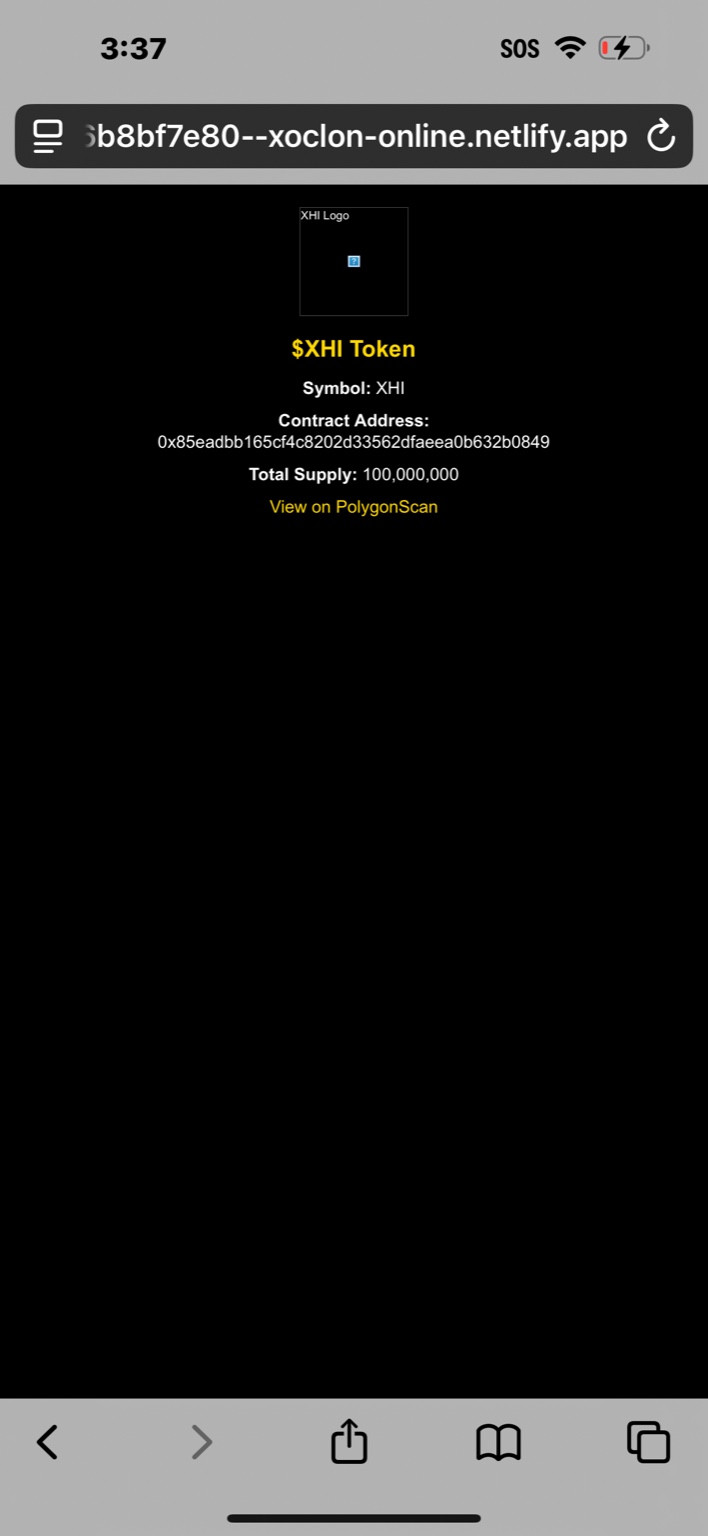 3:37
SOS
b8bf7e80--xoclon-online.netlify.app
XHI Logo
$XHI Token
Symbol: XHI
Contract Address:
0x85eadbb165cf4c8202d33562dfaeea0b632b0849
Total Supply: 100,000,000
View on PolygonScan